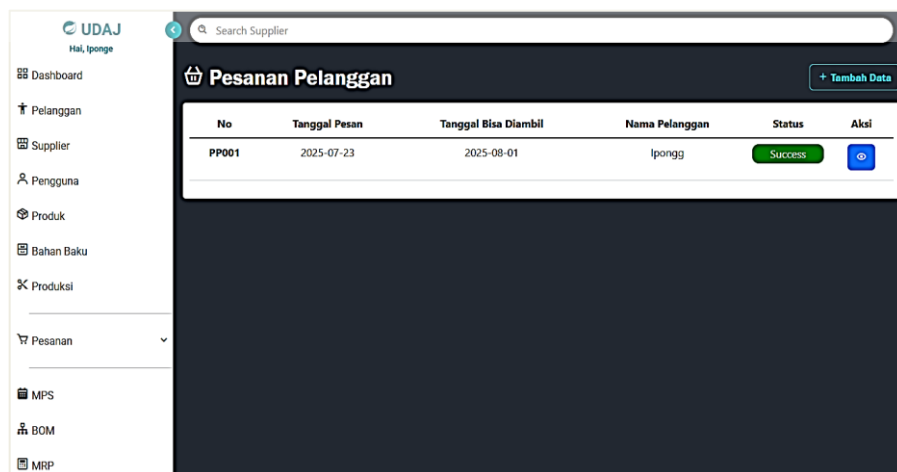 UDAJ
Hai, Iponge
Dashboard
Pelanggan
Supplier
Pengguna
Produk
Bahan Baku
Produksi
Pesanan
MPS
BOM
MRP
Search Supplier
Pesanan Pelanggan
+ Tambah Data
No Tanggal Pesan Tanggal Bisa Diambil Nama Pelanggan Status Aksi
PP001 2025-07-23 2025-08-01 Ipongg Success